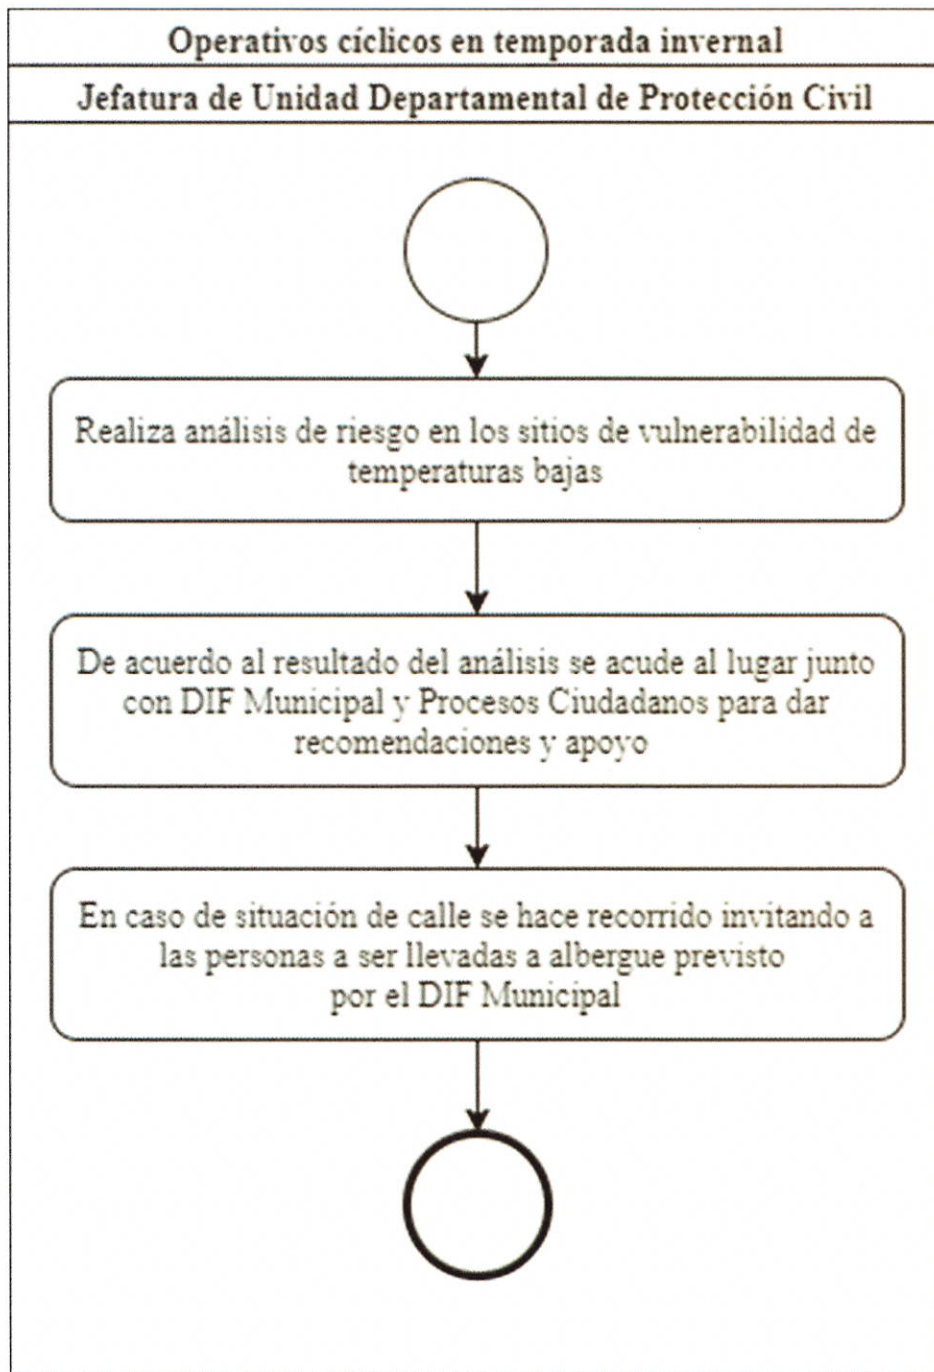 Operativos cíclicos en temporada invernal
Jefatura de Unidad Departamental de Protección Civil
Realiza análisis de riesgo en los sitios de vulnerabilidad de
temperaturas bajas
De acuerdo al resultado del análisis se acude al lugar junto
con DIF Municipal y Procesos Ciudadanos para dar
recomendaciones y apoyo
En caso de situación de calle se hace recorrido invitando a
las personas a ser llevadas a albergue previsto
por el DIF Municipal